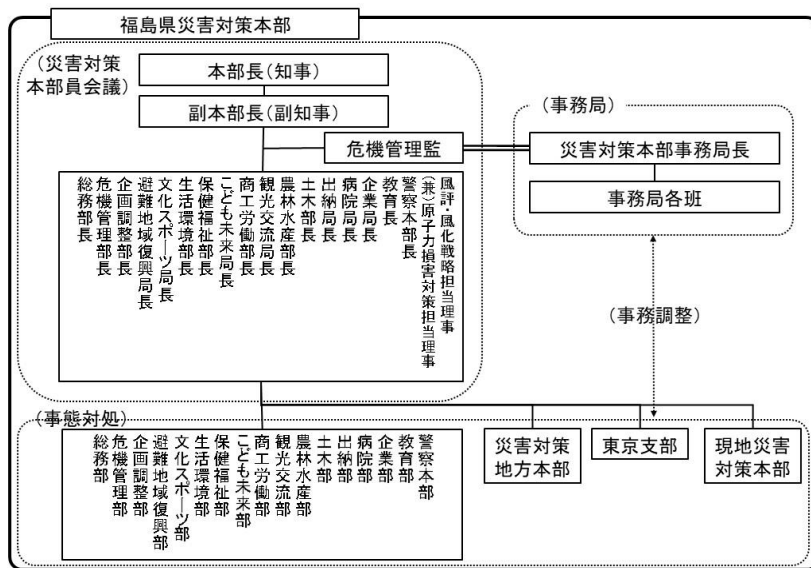 福島県災害対策本部
(災害対策
本部員会議)
本部長(知事)
副本部長(副知事)
危機管理監
(事務局)
災害対策本部事務局長
事務局各班
総務部長
危機管理部長
企画調整部長
避難地域復興局長
文化スポーツ局長
生活環境部長
保健福祉部長
こども未来局長
商工労働部長
観光交流局長
農林水産部長
土木部長
出納局長
病院局長
企業局長
教育長
警察本部長
(兼)原子力損害対策担当理事
風評・風化戦略担当理事
(事務調整)
(事態対処)
総務部
危機管理部
企画調整部
避難地域復興部
文化スポーツ部
生活環境部
保健福祉部
こども未来部
商工労働部
観光交流部
農林水産部
土木部
出納部
病院部
企業部
教育部
警察本部
災害対策
地方本部
東京支部
現地災害
対策本部